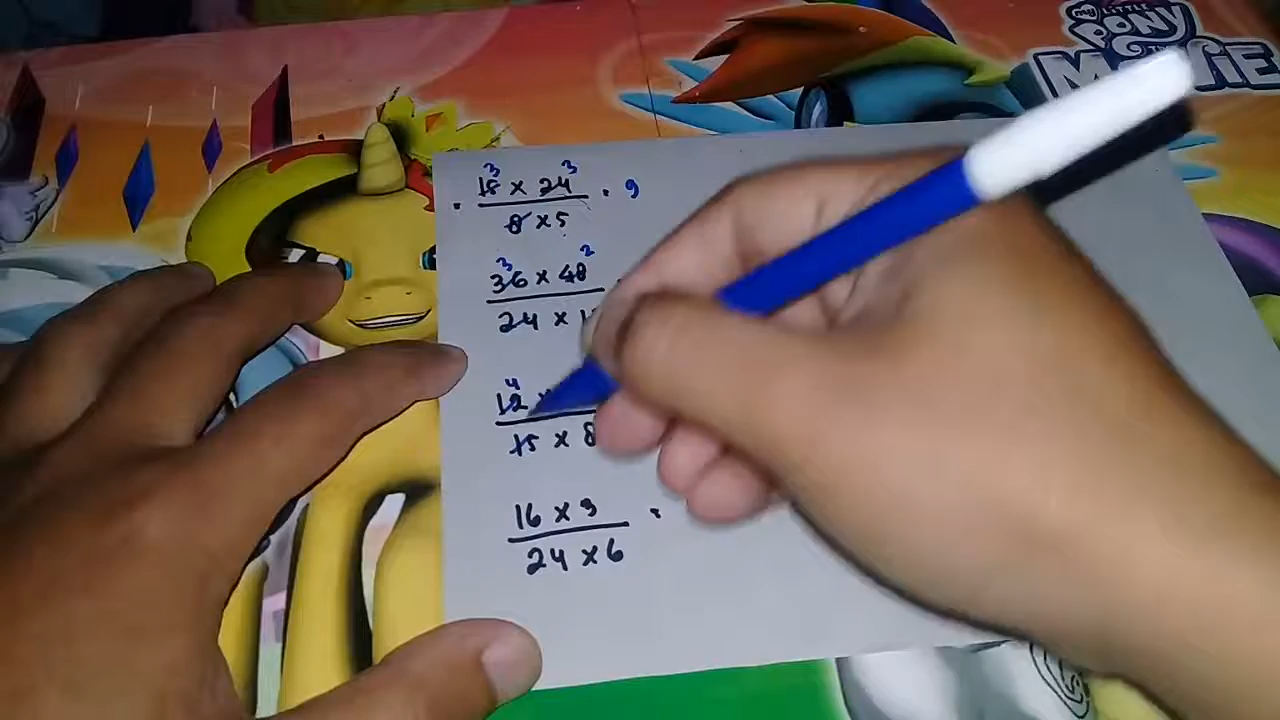 my LITTLE
PONY
3 3
18 × 24 = 9
8 × 5
3 2
36 × 48
24 × 1
4
12
15 × 8
16 × 9 =
24 × 6